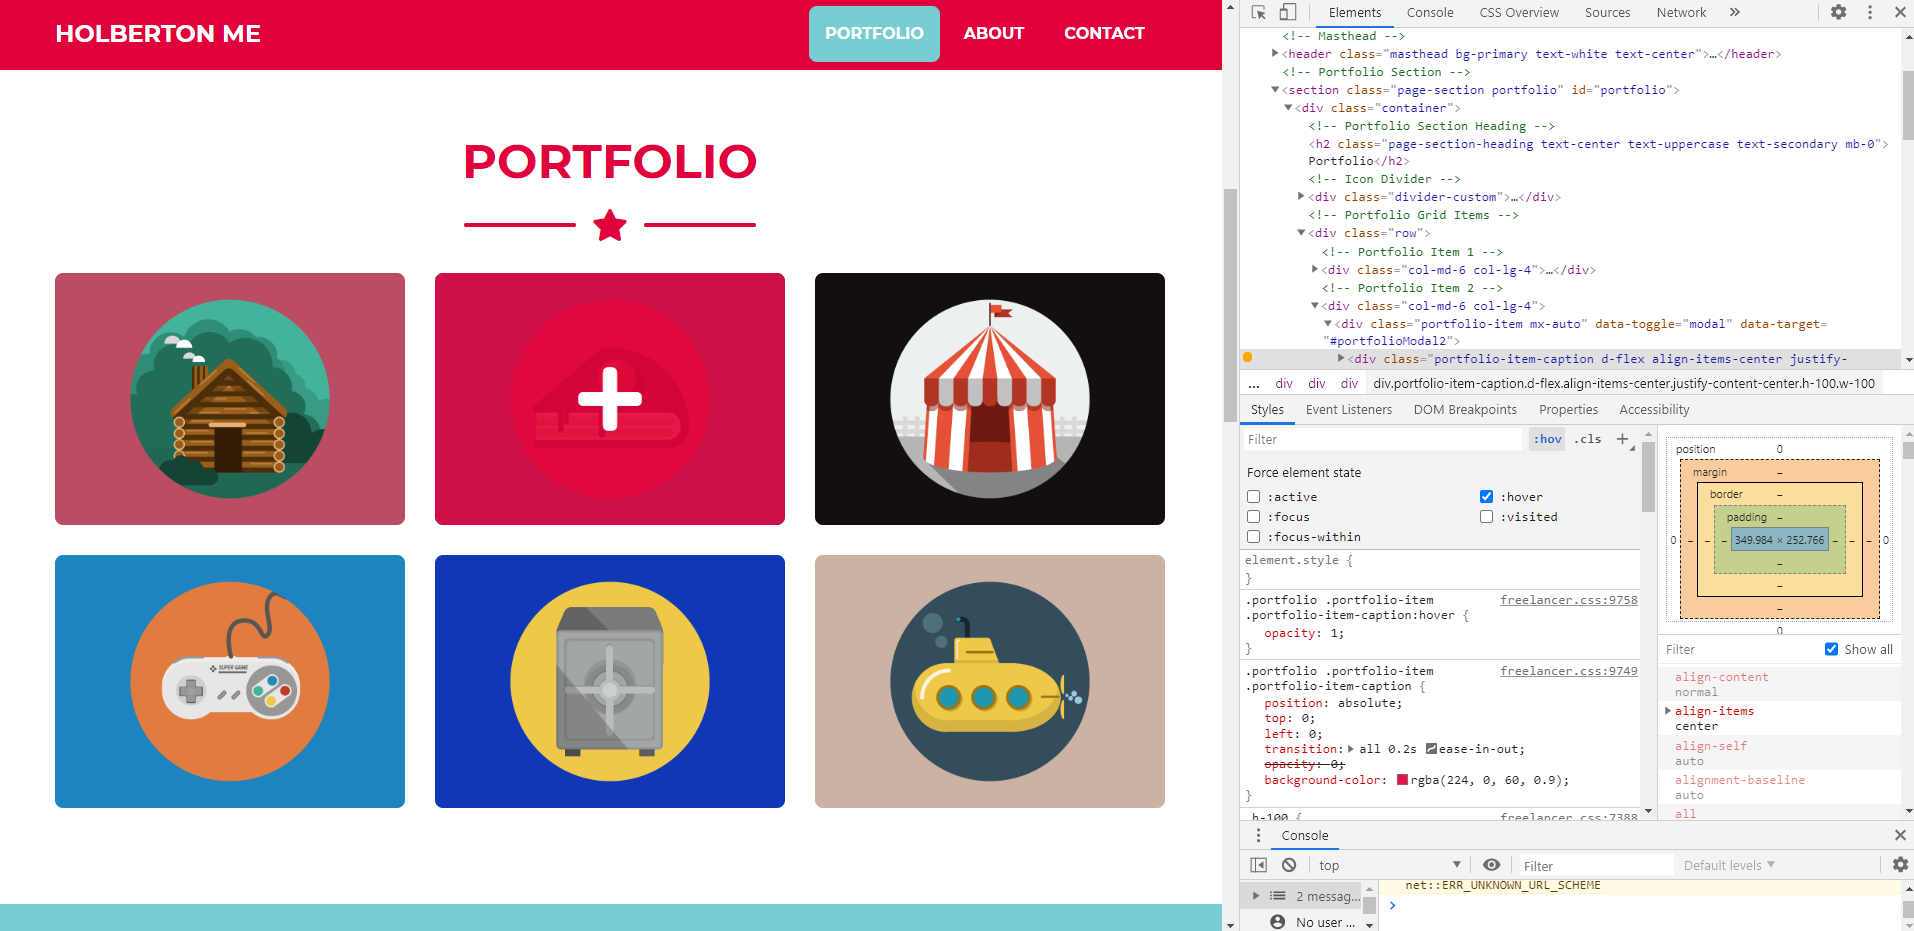 HOLBERTON ME
PORTFOLIO
ABOUT
CONTACT
PORTFOLIO
SUPER GAME
Elements
Console
CSS Overview
Sources
Network
»
<!-- Masthead -->
<header class="masthead bg-primary text-white text-center">…</header>
<!-- Portfolio Section -->
<section class="page-section portfolio" id="portfolio">
<div class="container">
<!-- Portfolio Section Heading -->
<h2 class="page-section-heading text-center text-uppercase text-secondary mb-0">
Portfolio</h2>
<!-- Icon Divider -->
<div class="divider-custom">…</div>
<!-- Portfolio Grid Items -->
<div class="row">
<!-- Portfolio Item 1 -->
<div class="col-md-6 col-lg-4">…</div>
<!-- Portfolio Item 2 -->
<div class="col-md-6 col-lg-4">
<div class="portfolio-item mx-auto" data-toggle="modal" data-target=
"#portfolioModal2">
<div class="portfolio-item-caption d-flex align-items-center justify-
... div div div div.portfolio-item-caption.d-flex.align-items-center.justify-content-center.h-100.w-100
Styles
Event Listeners
DOM Breakpoints
Properties
Accessibility
Filter
:hov .cls +
Force element state
:active
:hover
:focus
:visited
:focus-within
element.style {
}
.portfolio .portfolio-item freelancer.css:9758
.portfolio-item-caption:hover {
opacity: 1;
}
.portfolio .portfolio-item freelancer.css:9749
.portfolio-item-caption {
position: absolute;
top: 0;
left: 0;
transition: all 0.2s ease-in-out;
opacity: 0;
background-color: rgba(224, 0, 60, 0.9);
}
.h-100 { freelancer.css:7388
position 0
margin –
border –
padding –
0 – – – 349.984 × 252.766 – – – 0
–
–
–
0
Filter
Show all
align-content
normal
align-items
center
align-self
auto
alignment-baseline
auto
all
Console
top
Filter
Default levels
2 messag...
No user ...
net::ERR_UNKNOWN_URL_SCHEME
>